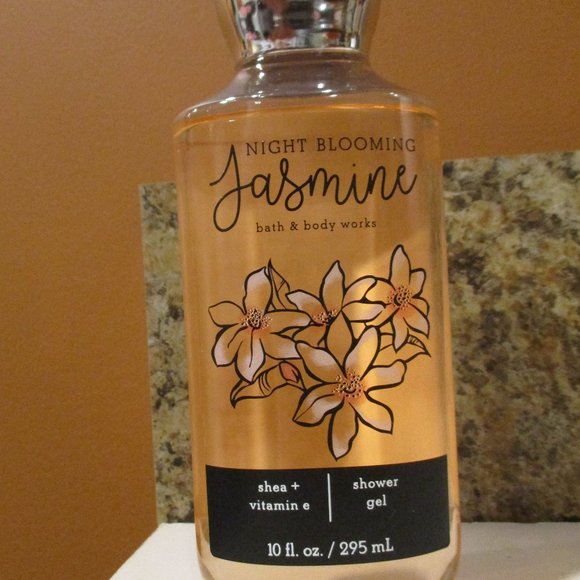 NIGHT BLOOMING
Jasmine
bath & body works
shea +
vitamin e
shower
gel
10 fl. oz. / 295 mL